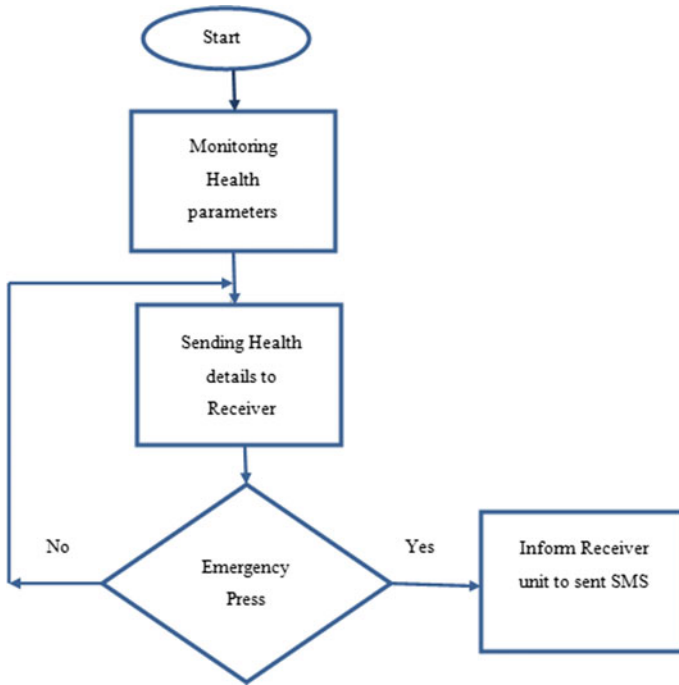 Start
Monitoring
Health
parameters
Sending Health
details to
Receiver
No
Yes
Emergency
Press
Inform Receiver
unit to sent SMS